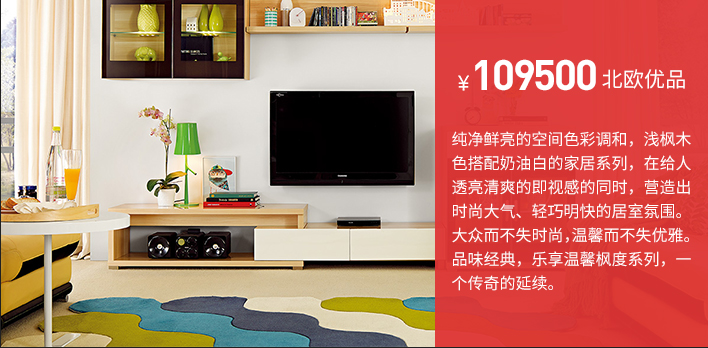 ¥109500 北欧优品
纯净鲜亮的空间色彩调和，浅枫木
色搭配奶油白的家居系列，在给人
透亮清爽的即视感的同时，营造出
时尚大气、轻巧明快的居室氛围。
大众而不失时尚，温馨而不失优雅。
品味经典，乐享温馨枫度系列，一
个传奇的延续。